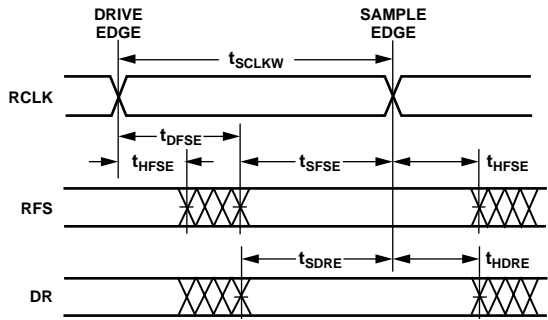 DRIVE EDGE
SAMPLE EDGE
tSCLKW
RCLK
tDFSE
tHFSE
tSFSE
tHFSE
RFS
tSDRE
tHDRE
DR